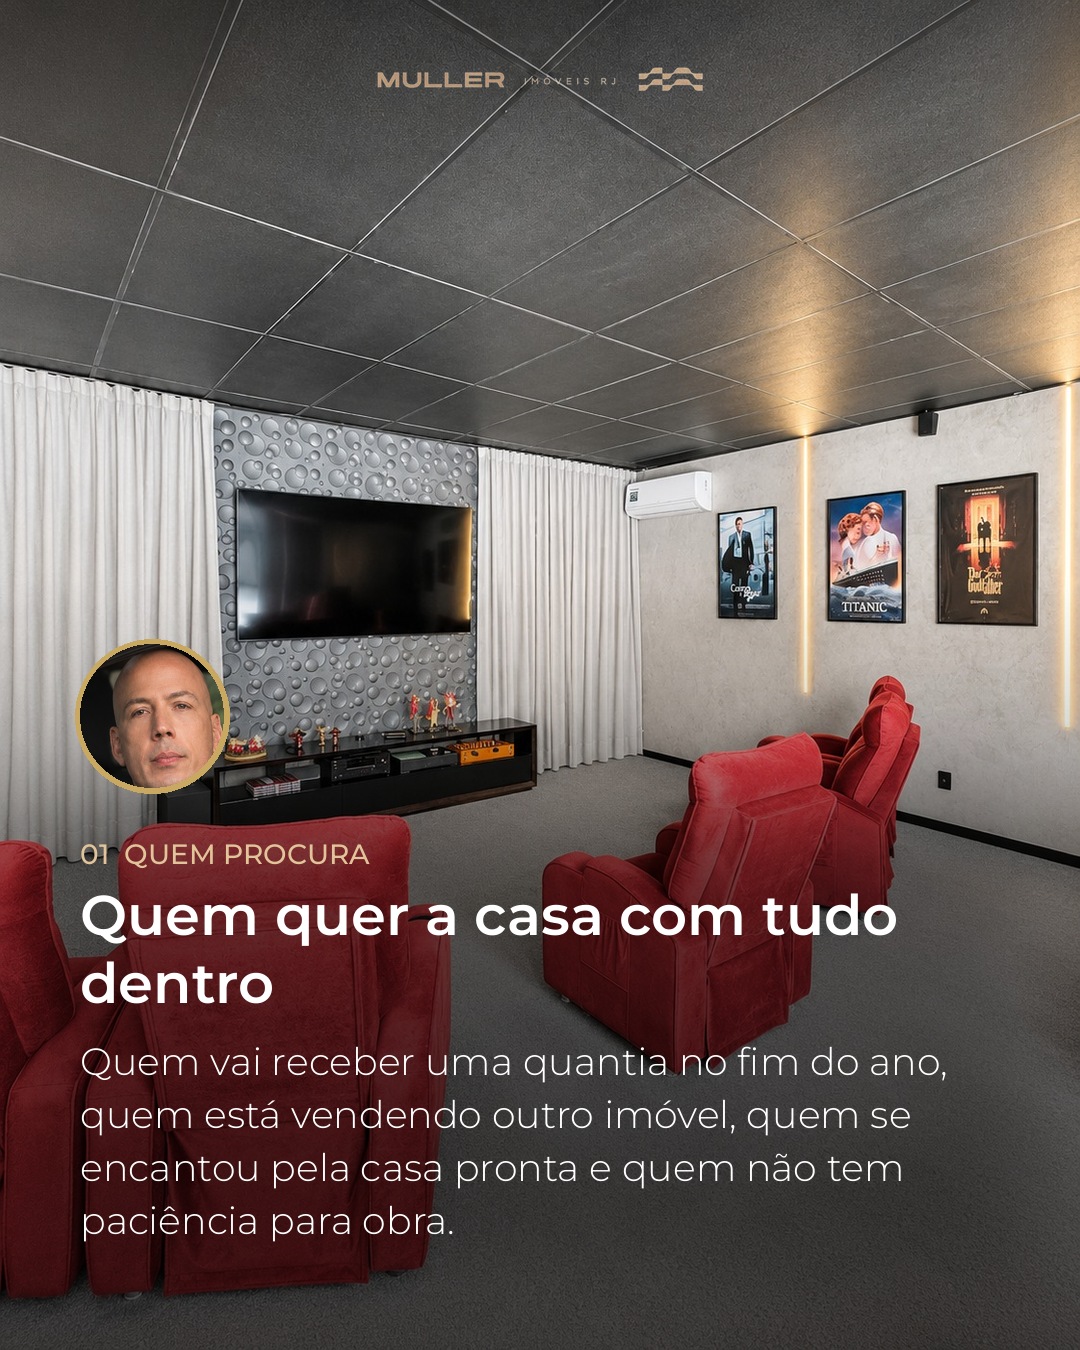 MULLER IMÓVEIS RJ
TITANIC
Godfather
01 QUEM PROCURA
Quem quer a casa com tudo
dentro
Quem vai receber uma quantia no fim do ano,
quem está vendendo outro imóvel, quem se
encantou pela casa pronta e quem não tem
paciência para obra.